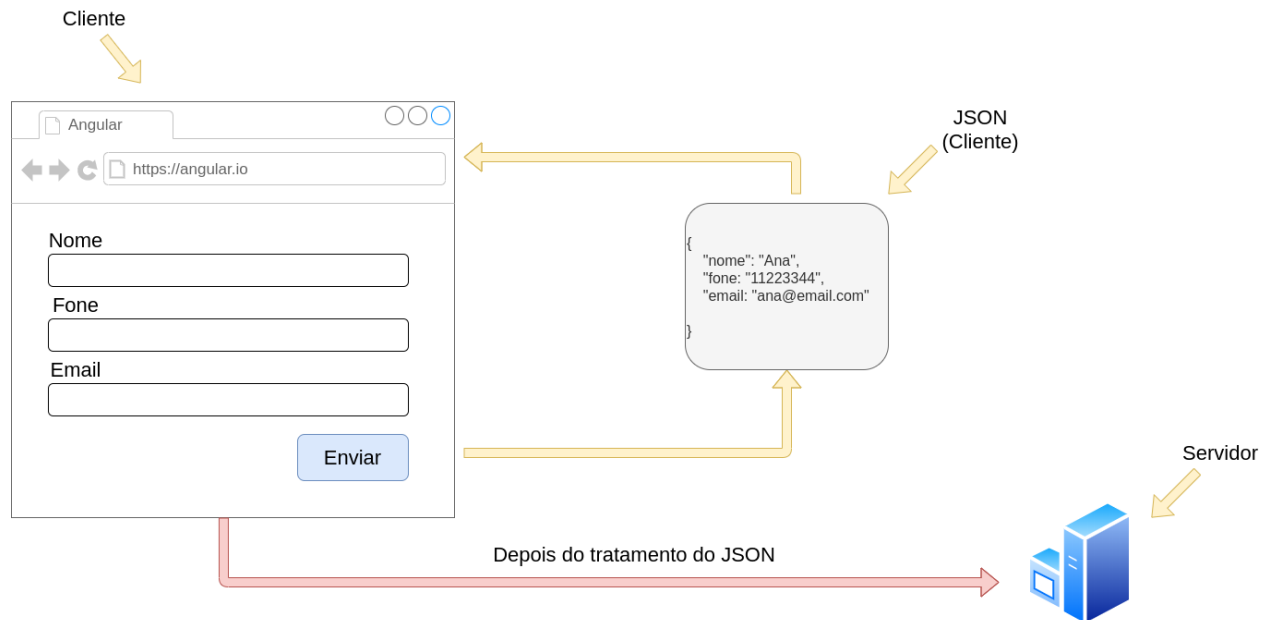 Cliente
Angular
https://angular.io
Nome
Fone
Email
Enviar
JSON
(Cliente)
{
"nome": "Ana",
"fone: "11223344",
"email: "ana@email.com"
}
Servidor
Depois do tratamento do JSON